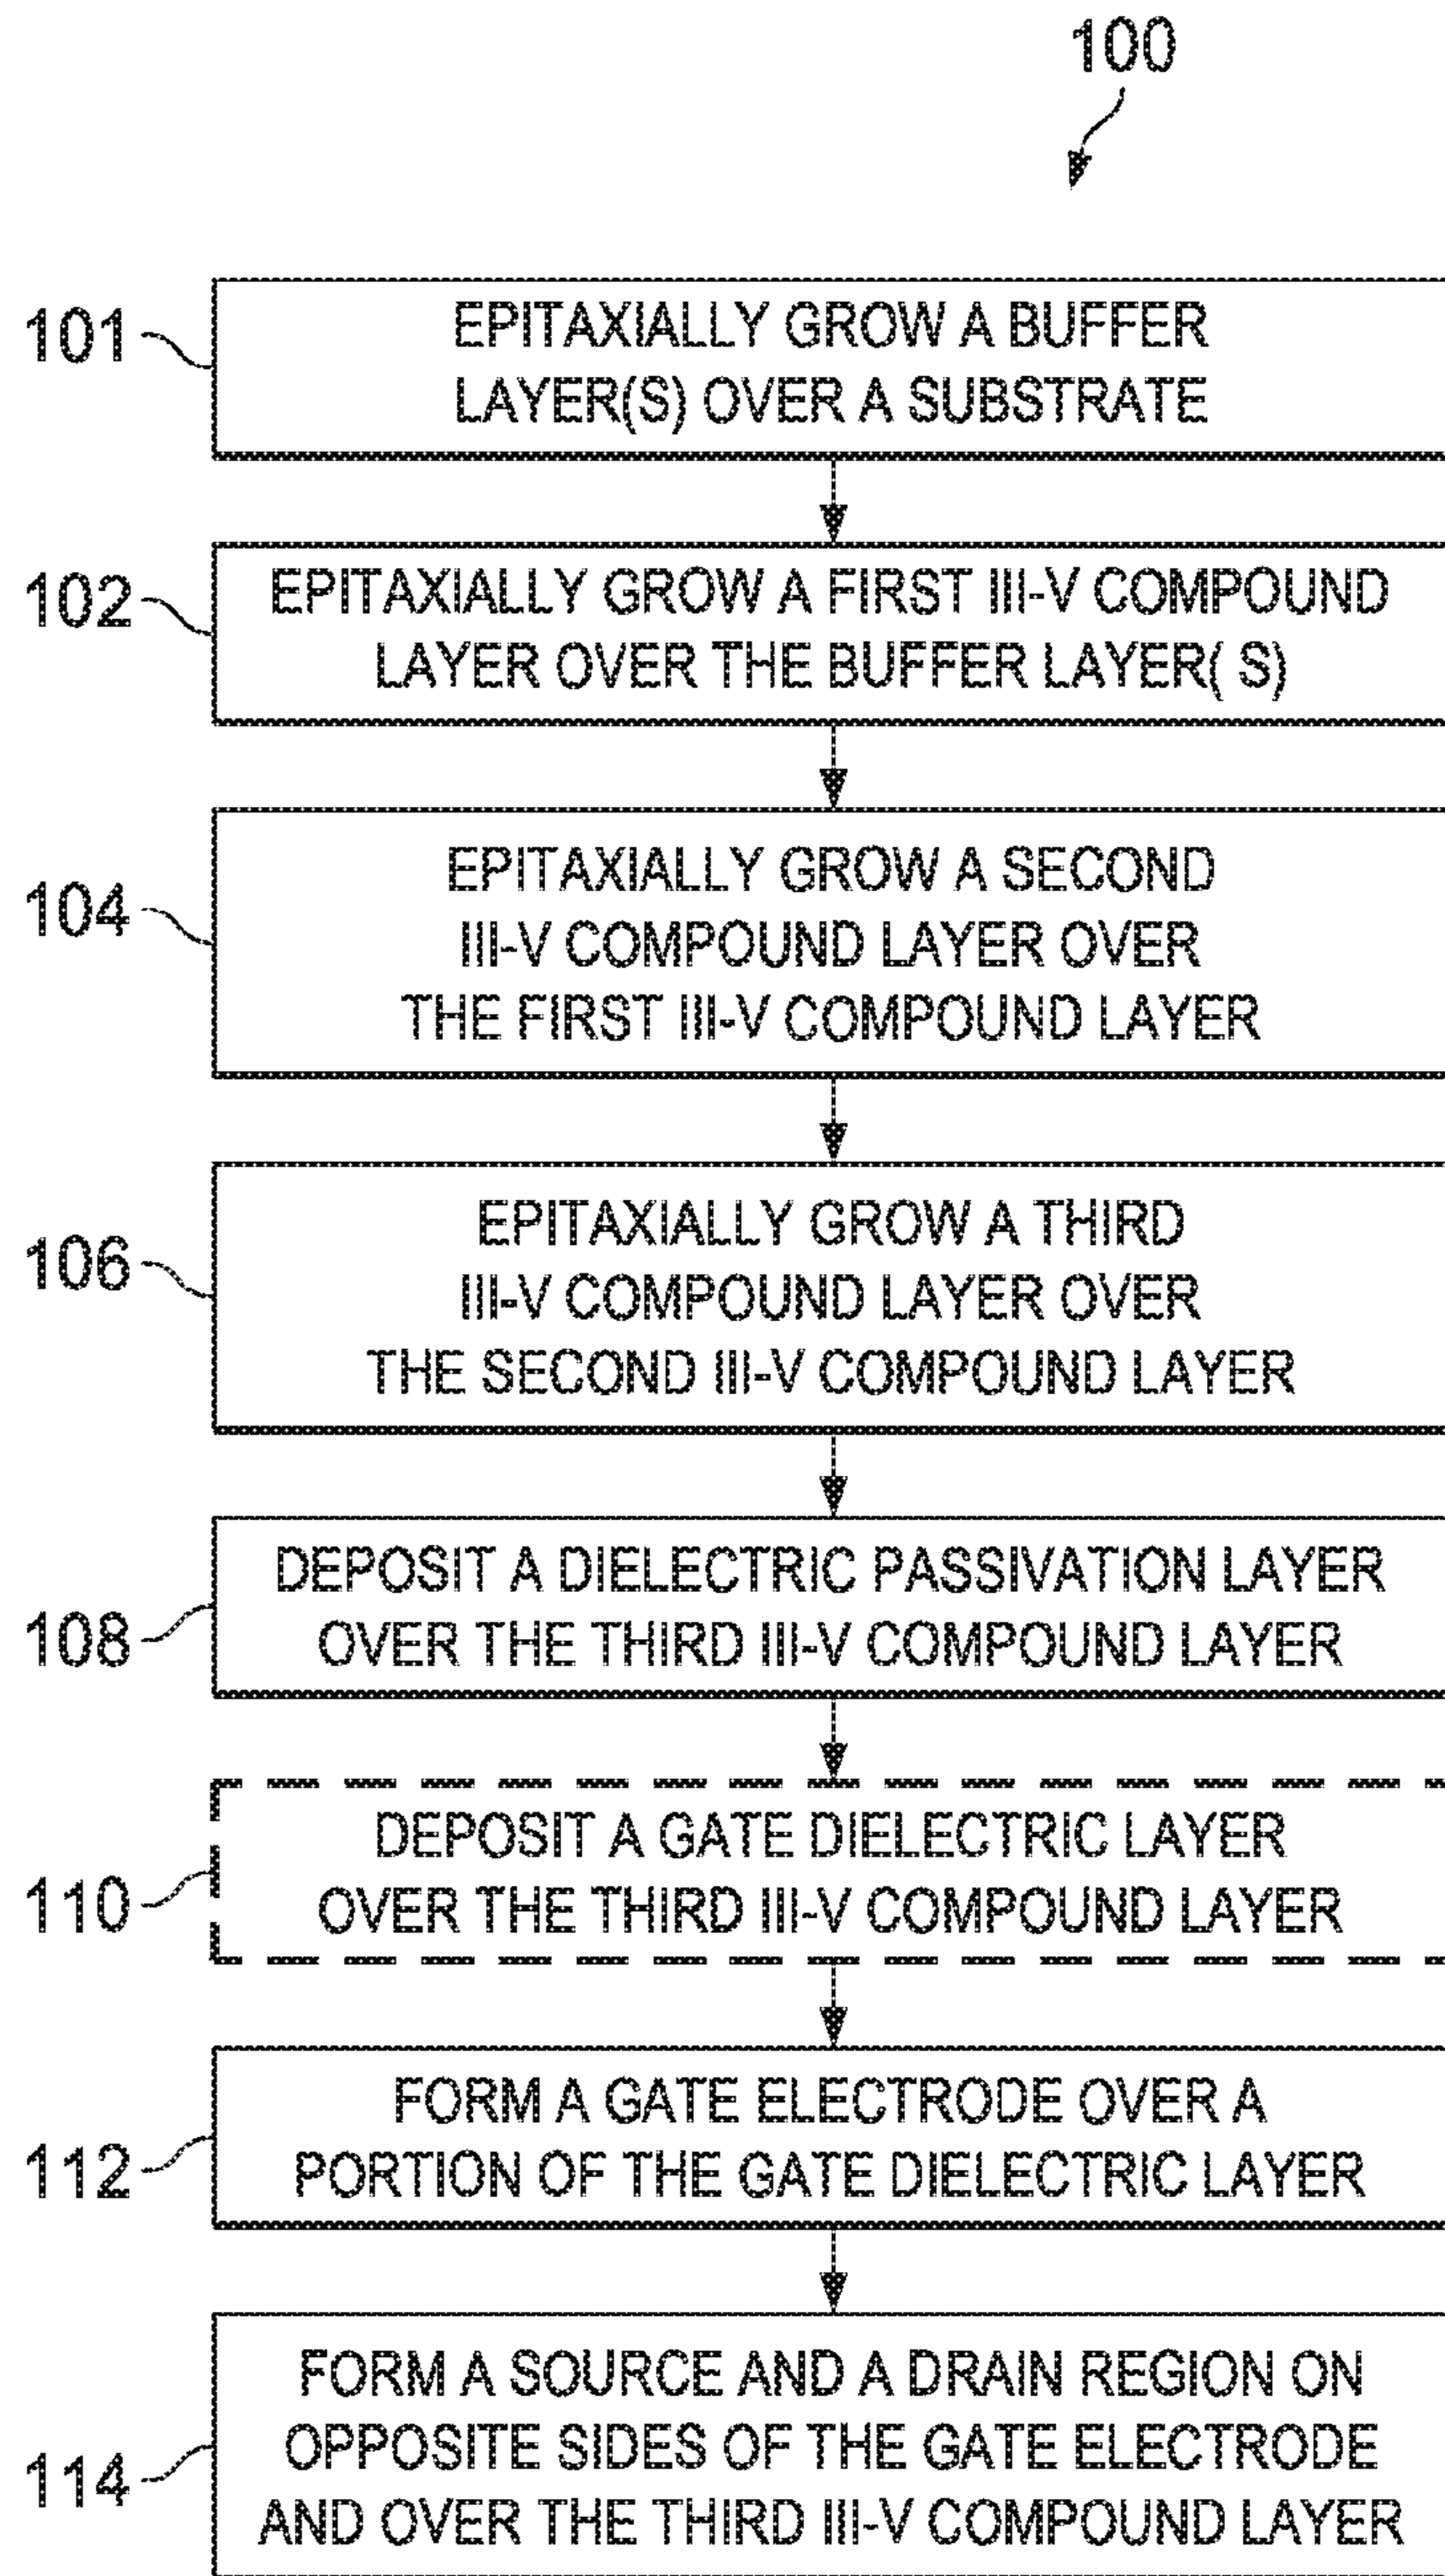 100
101
EPITAXIALLY GROW A BUFFER
LAYER(S) OVER A SUBSTRATE
102
EPITAXIALLY GROW A FIRST III-V COMPOUND
LAYER OVER THE BUFFER LAYER( S)
104
EPITAXIALLY GROW A SECOND
III-V COMPOUND LAYER OVER
THE FIRST III-V COMPOUND LAYER
106
EPITAXIALLY GROW A THIRD
III-V COMPOUND LAYER OVER
THE SECOND III-V COMPOUND LAYER
108
DEPOSIT A DIELECTRIC PASSIVATION LAYER
OVER THE THIRD III-V COMPOUND LAYER
110
DEPOSIT A GATE DIELECTRIC LAYER
OVER THE THIRD III-V COMPOUND LAYER
112
FORM A GATE ELECTRODE OVER A
PORTION OF THE GATE DIELECTRIC LAYER
114
FORM A SOURCE AND A DRAIN REGION ON
OPPOSITE SIDES OF THE GATE ELECTRODE
AND OVER THE THIRD III-V COMPOUND LAYER